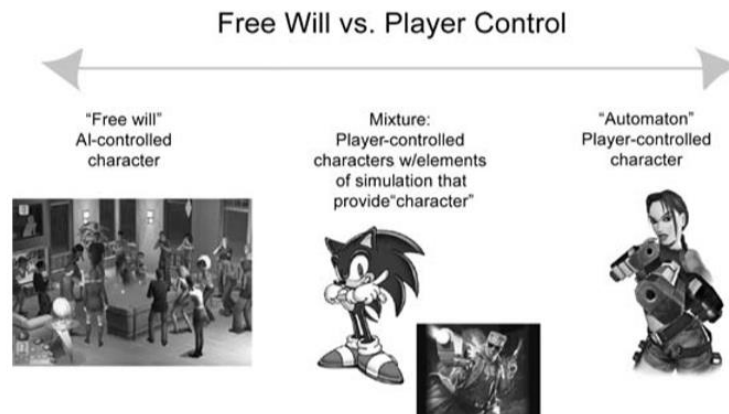 Free Will vs. Player Control
"Free will"
AI-controlled
character
Mixture:
Player-controlled
characters w/elements
of simulation that
provide"character"
"Automaton"
Player-controlled
character